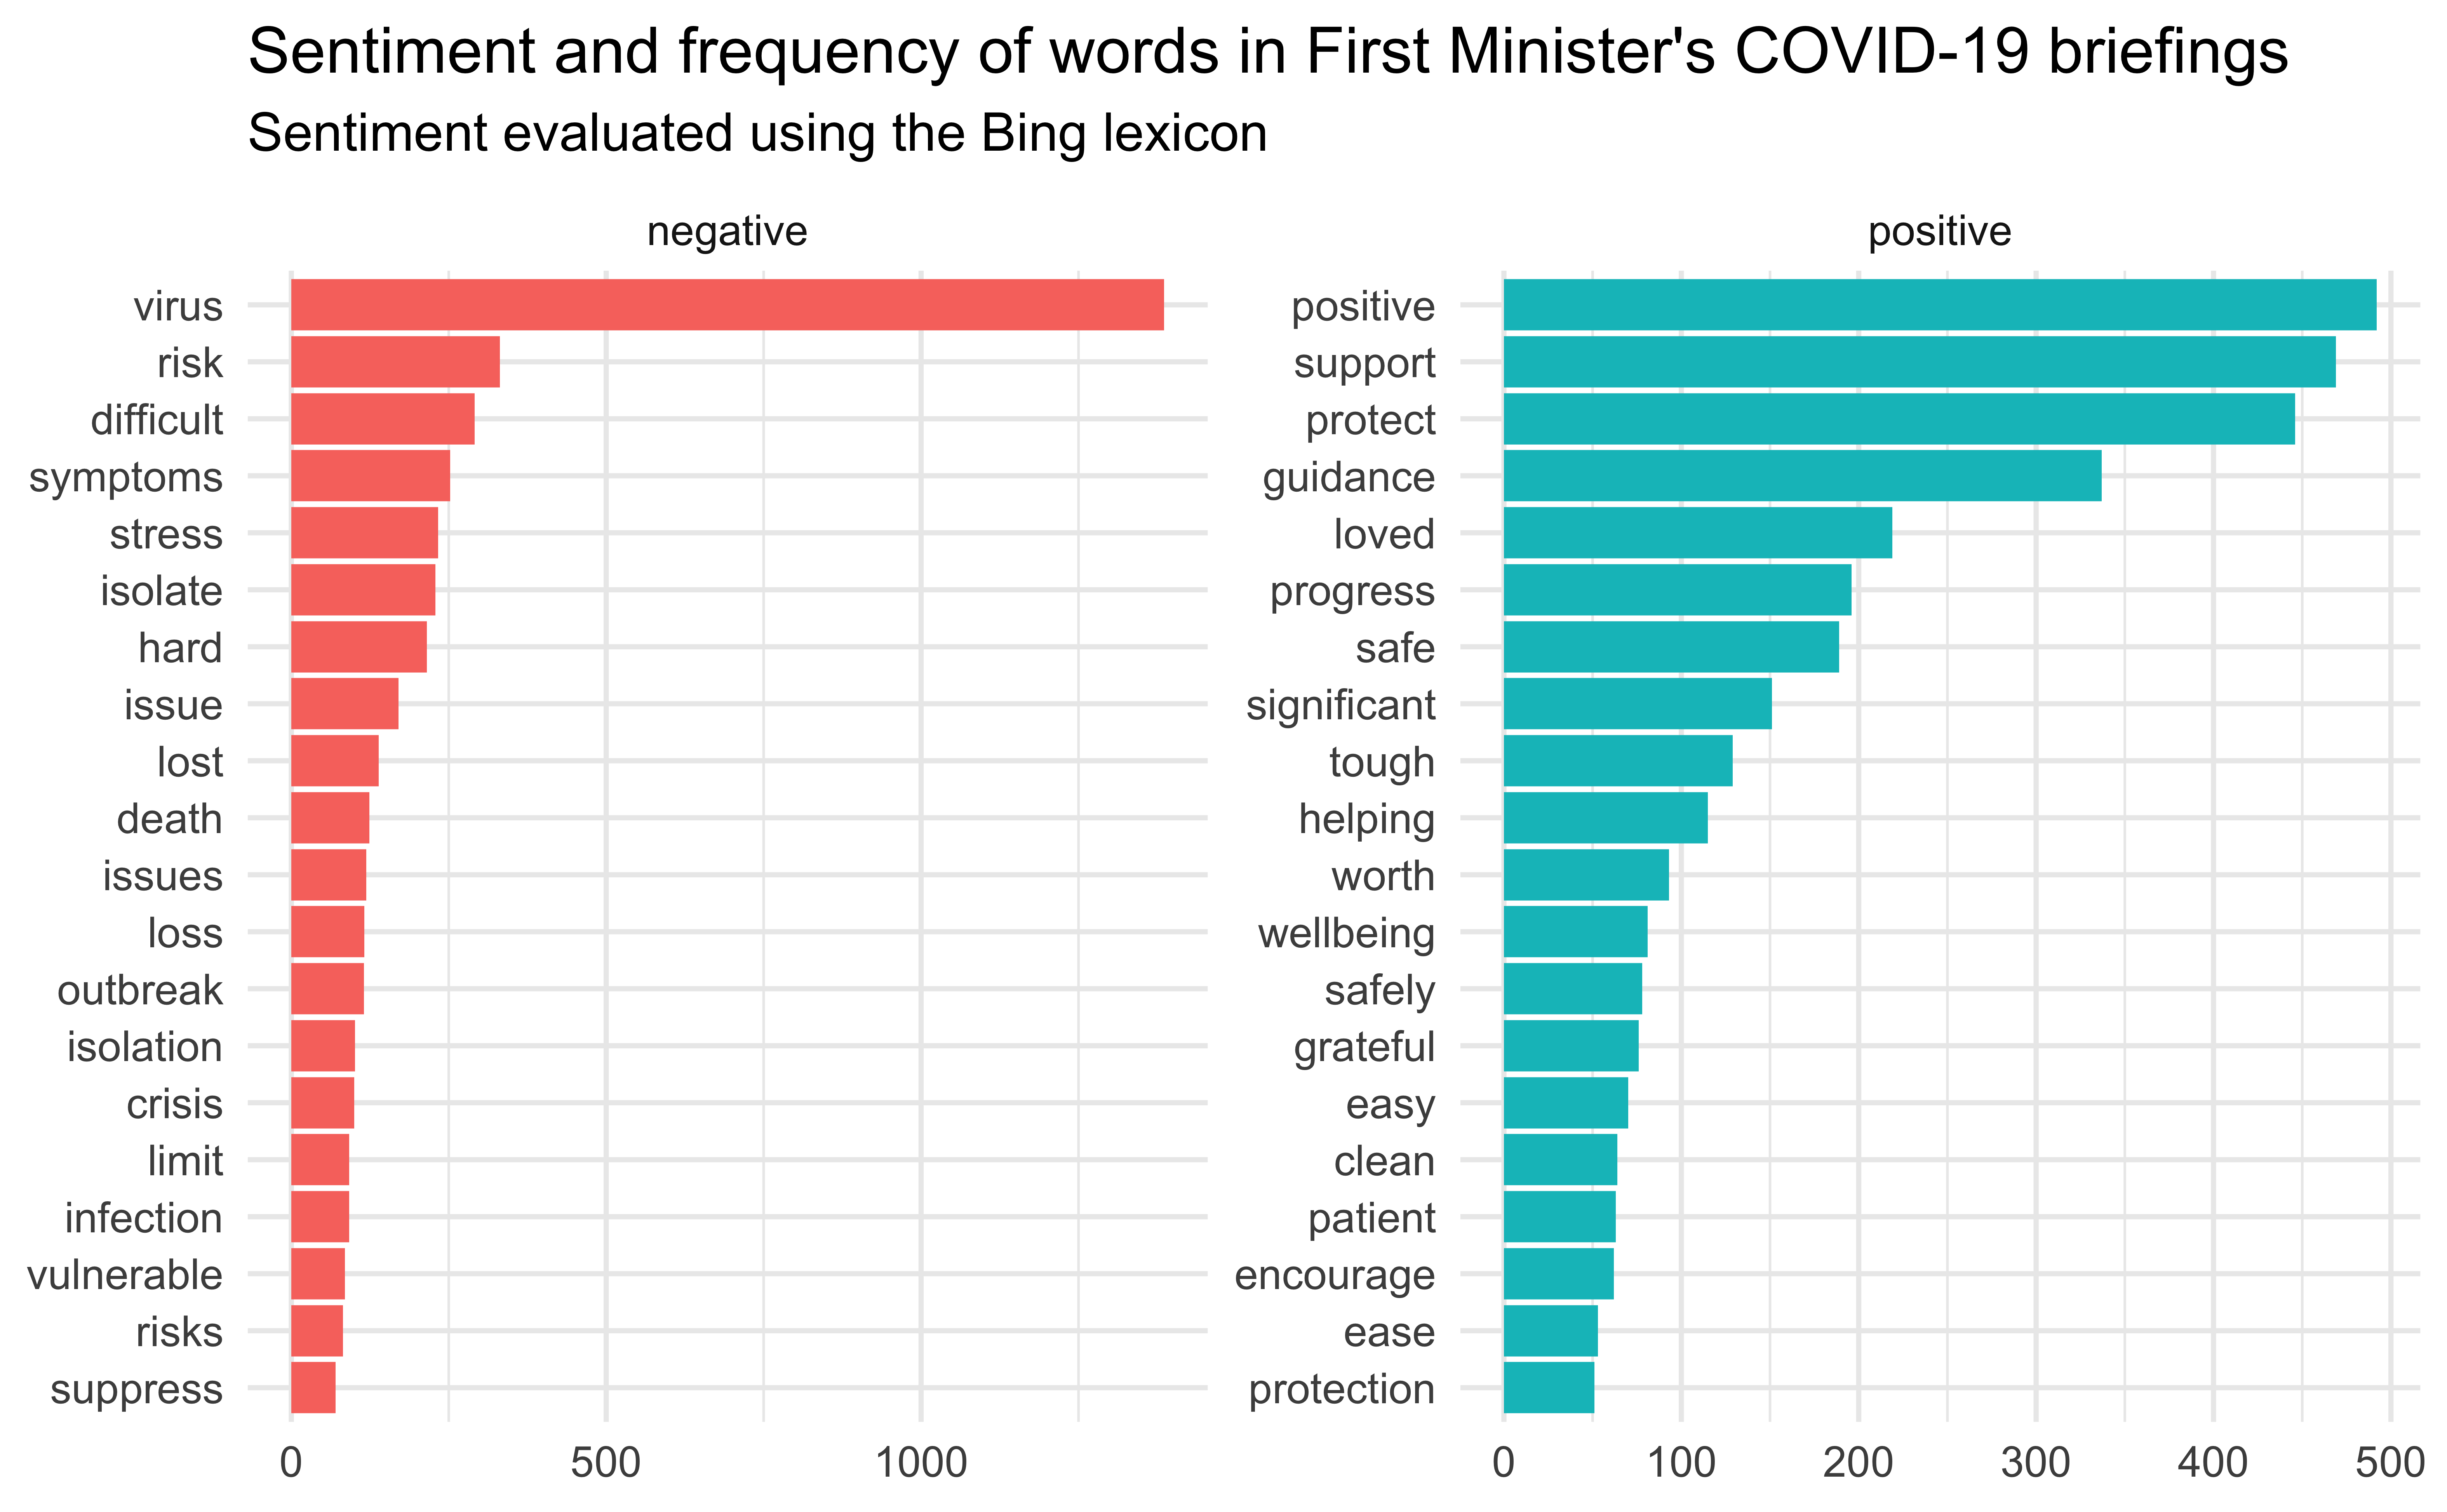 Sentiment and frequency of words in First Minister's COVID-19 briefings
Sentiment evaluated using the Bing lexicon
negative
virus
risk
difficult
symptoms
stress
isolate
hard
issue
lost
death
issues
loss
outbreak
isolation
crisis
limit
infection
vulnerable
risks
suppress
0 500 1000
positive
positive
support
protect
guidance
loved
progress
safe
significant
tough
helping
worth
wellbeing
safely
grateful
easy
clean
patient
encourage
ease
protection
0 100 200 300 400 500